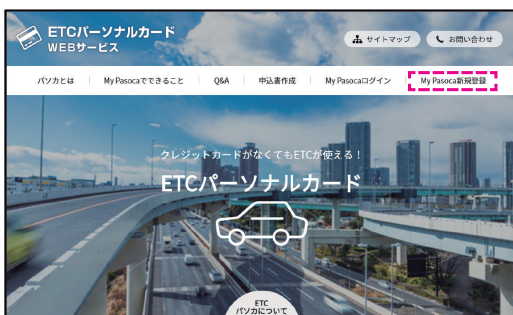 ETCパーソナルカード
WEBサービス
サイトマップ
お問い合わせ
パソカとは
My Pasocaでできること
Q&A
申込書作成
My Pasocaログイン
My Pasoca新規登録
クレジットカードがなくてもETCが使える！
ETCパーソナルカード
ETC
パソカについて